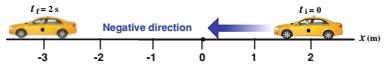 t_f = 2 s
t_i = 0
Negative direction
x (m)
-3 -2 -1 0 1 2